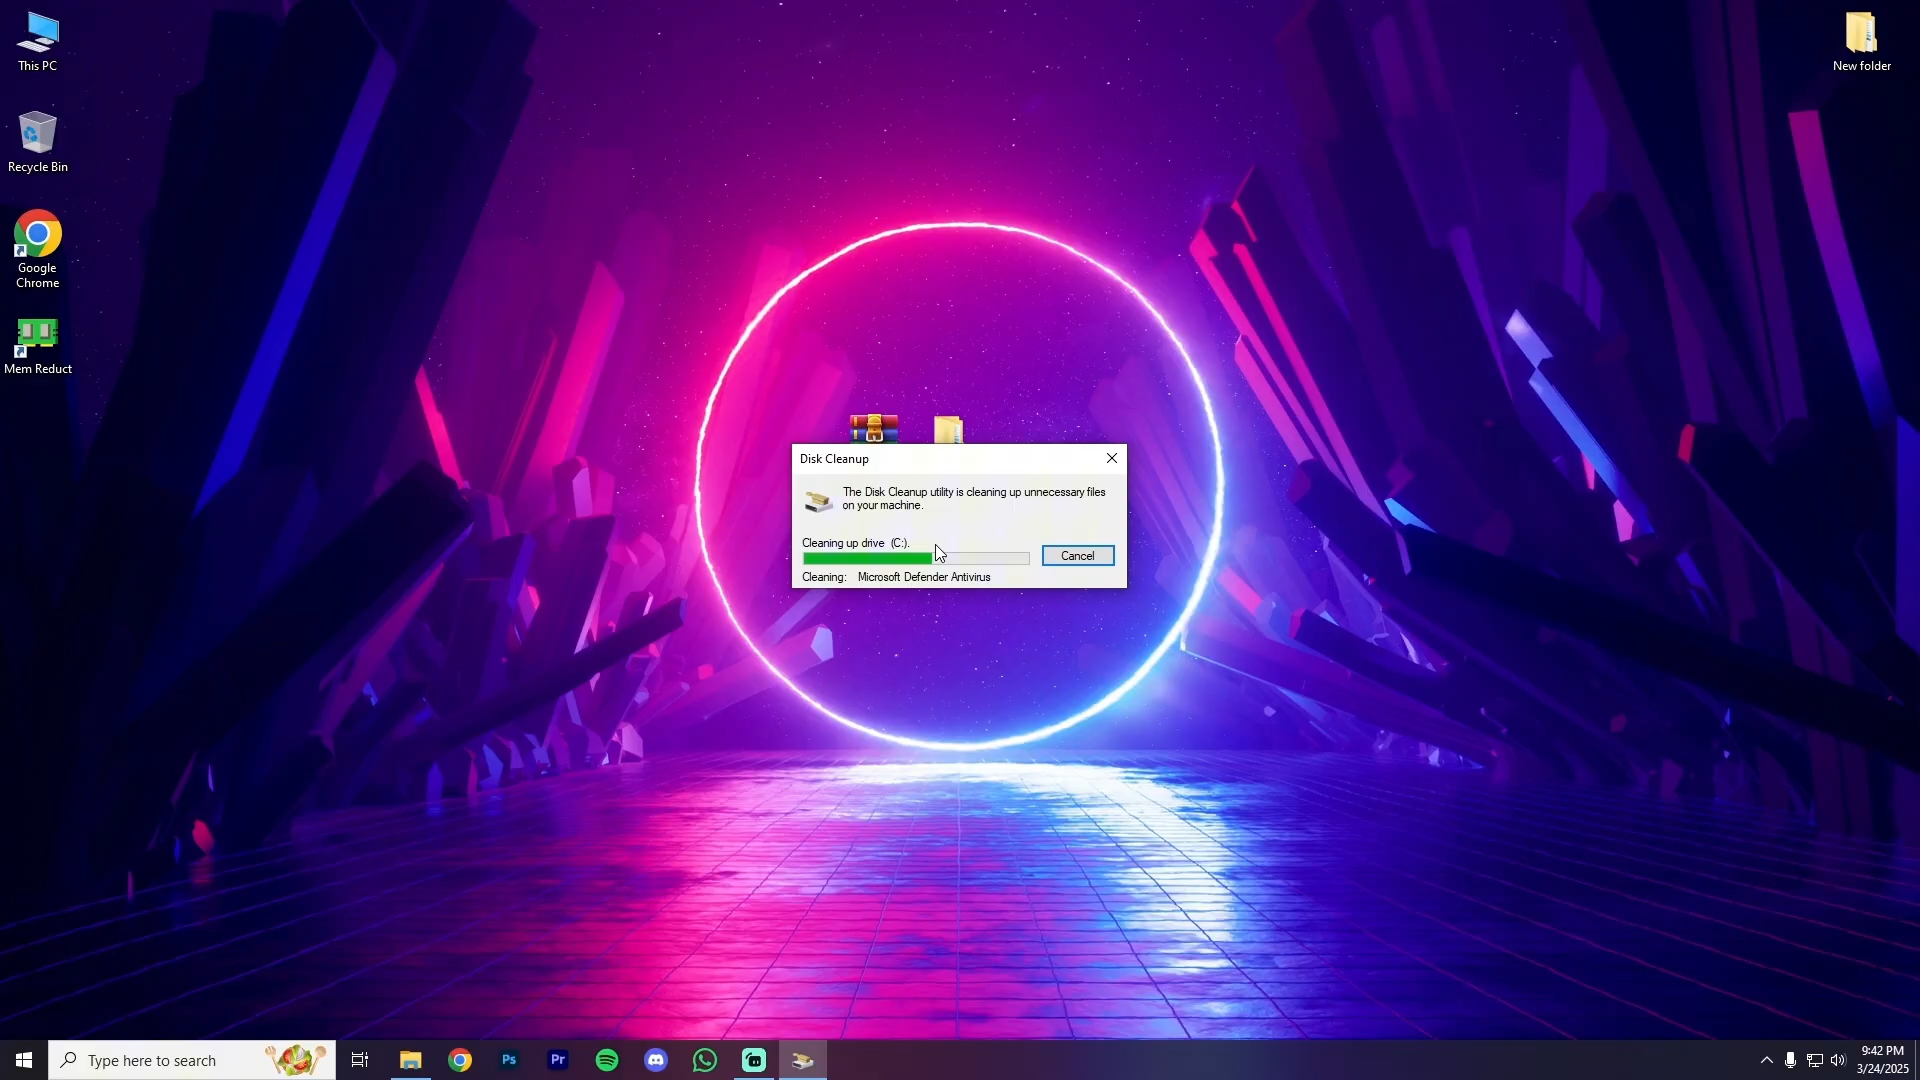 This PC
New folder
Recycle Bin
Google
Chrome
Mem Reduct
Disk Cleanup
The Disk Cleanup utility is cleaning up unnecessary files
on your machine.
Cleaning up drive (C:).
Cancel
Cleaning: Microsoft Defender Antivirus
Type here to search
Ps
Pr
9:42 PM
3/24/2025